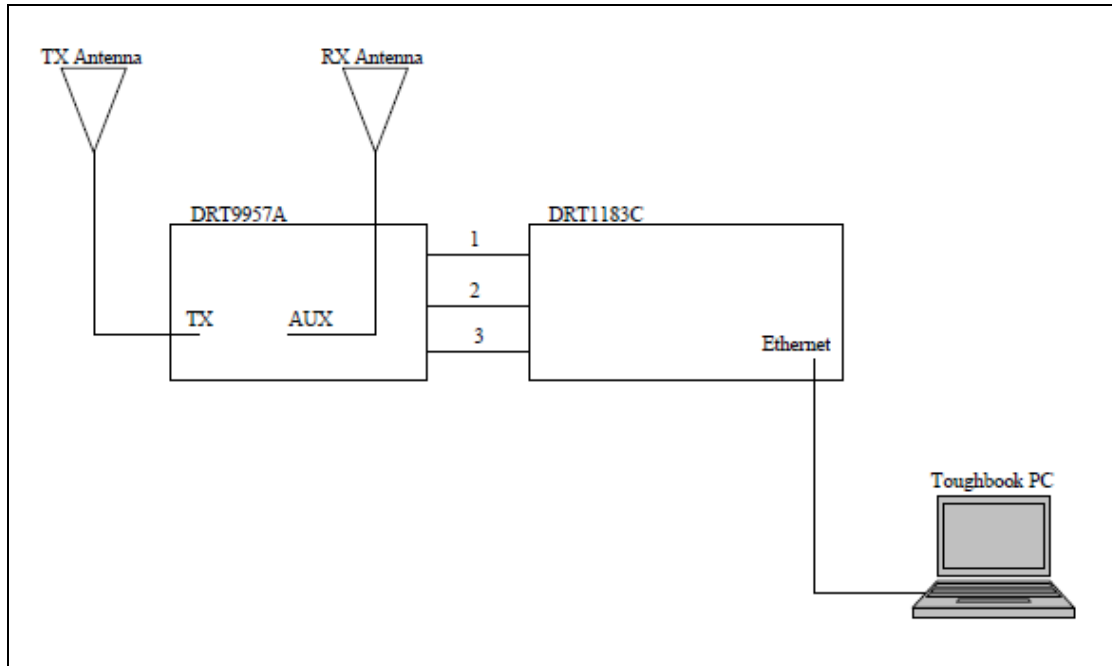 TX Antenna
RX Antenna
DRT9957A
DRT1183C
1
2
3
TX
AUX
Ethernet
Toughbook PC